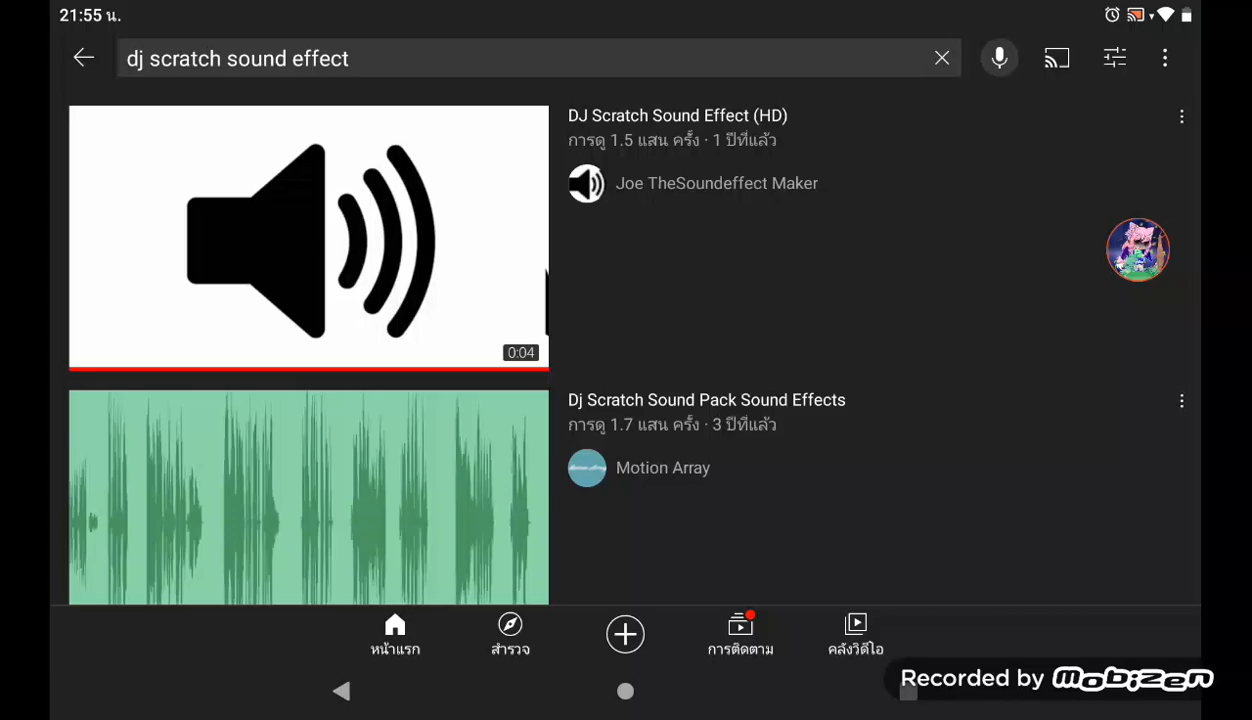 21:55 น.
dj scratch sound effect
DJ Scratch Sound Effect (HD)
การดู 1.5 แสน ครั้ง · 1 ปีที่แล้ว
Joe TheSoundeffect Maker
0:04
Dj Scratch Sound Pack Sound Effects
การดู 1.7 แสน ครั้ง · 3 ปีที่แล้ว
Motion Array
หน้าแรก
สำรวจ
การติดตาม
คลังวิดีโอ
Recorded by Mobizen